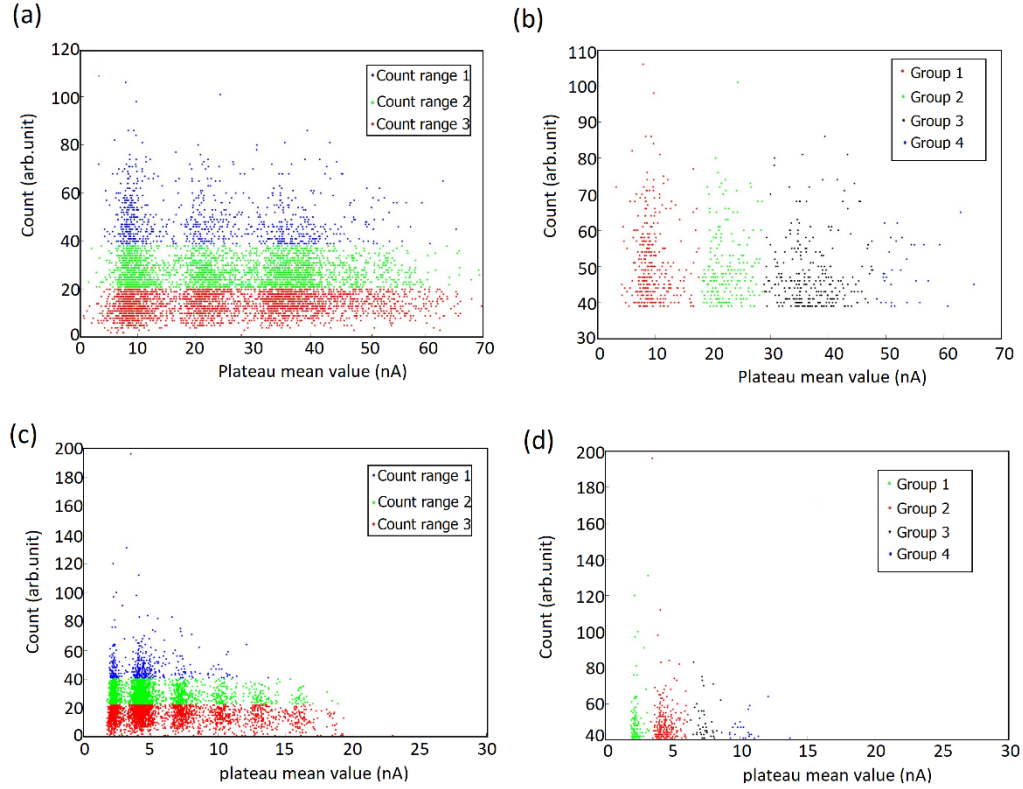 (a)
120
100
80
60
40
20
0
Count (arb.unit)
Count range 1
Count range 2
Count range 3
0 10 20 30 40 50 60 70
Plateau mean value (nA)
(b)
110
100
90
80
70
60
50
40
30
Count (arb.unit)
Group 1
Group 2
Group 3
Group 4
0 10 20 30 40 50 60 70
Plateau mean value (nA)
(c)
200
180
160
140
120
100
80
60
40
20
0
Count (arb.unit)
Count range 1
Count range 2
Count range 3
0 5 10 15 20 25 30
plateau mean value (nA)
(d)
200
180
160
140
120
100
80
60
40
Count (arb.unit)
Group 1
Group 2
Group 3
Group 4
0 5 10 15 20 25 30
plateau mean value (nA)